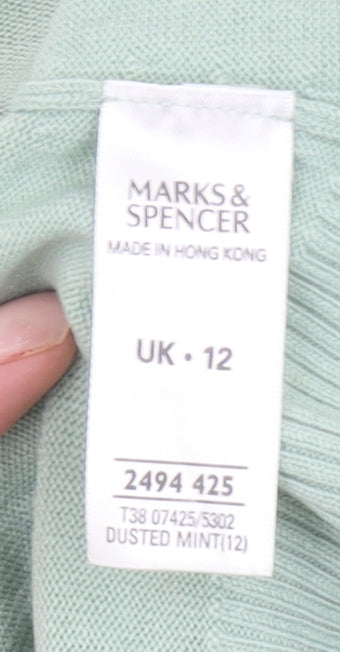 MARKS &
SPENCER
MADE IN HONG KONG
UK • 12
2494 425
T38 07425/5302
DUSTED MINT(12)